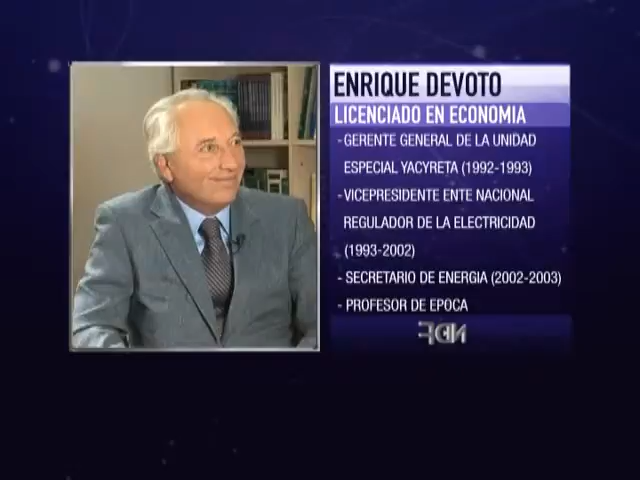 ENRIQUE DEVOTO
LICENCIADO EN ECONOMIA
- GERENTE GENERAL DE LA UNIDAD
ESPECIAL YACYRETA (1992-1993)
- VICEPRESIDENTE ENTE NACIONAL
REGULADOR DE LA ELECTRICIDAD
(1993-2002)
- SECRETARIO DE ENERGIA (2002-2003)
- PROFESOR DE EPOCA